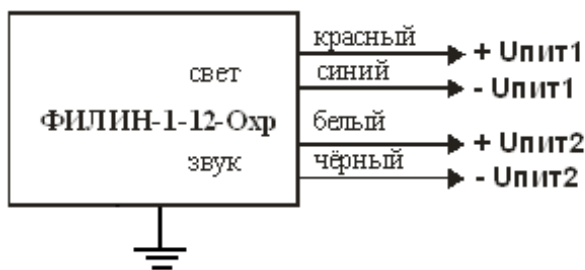 красный
+ Uпит1
свет
синий
- Uпит1
ФИЛИН-1-12-Охр
белый
+ Uпит2
звук
чёрный
- Uпит2